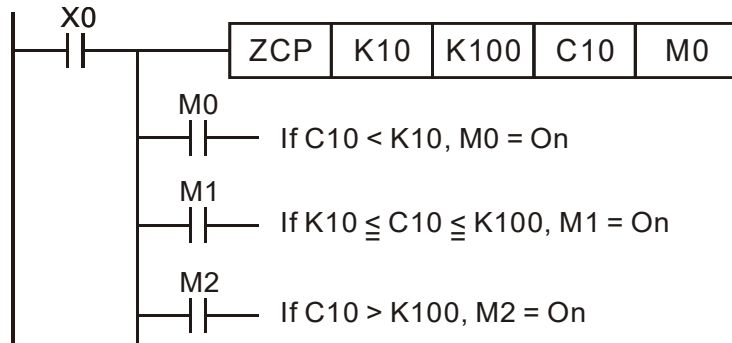 X0
ZCP K10 K100 C10 M0
M0
If C10 < K10, M0 = On
M1
If K10 ≦ C10 ≦ K100, M1 = On
M2
If C10 > K100, M2 = On